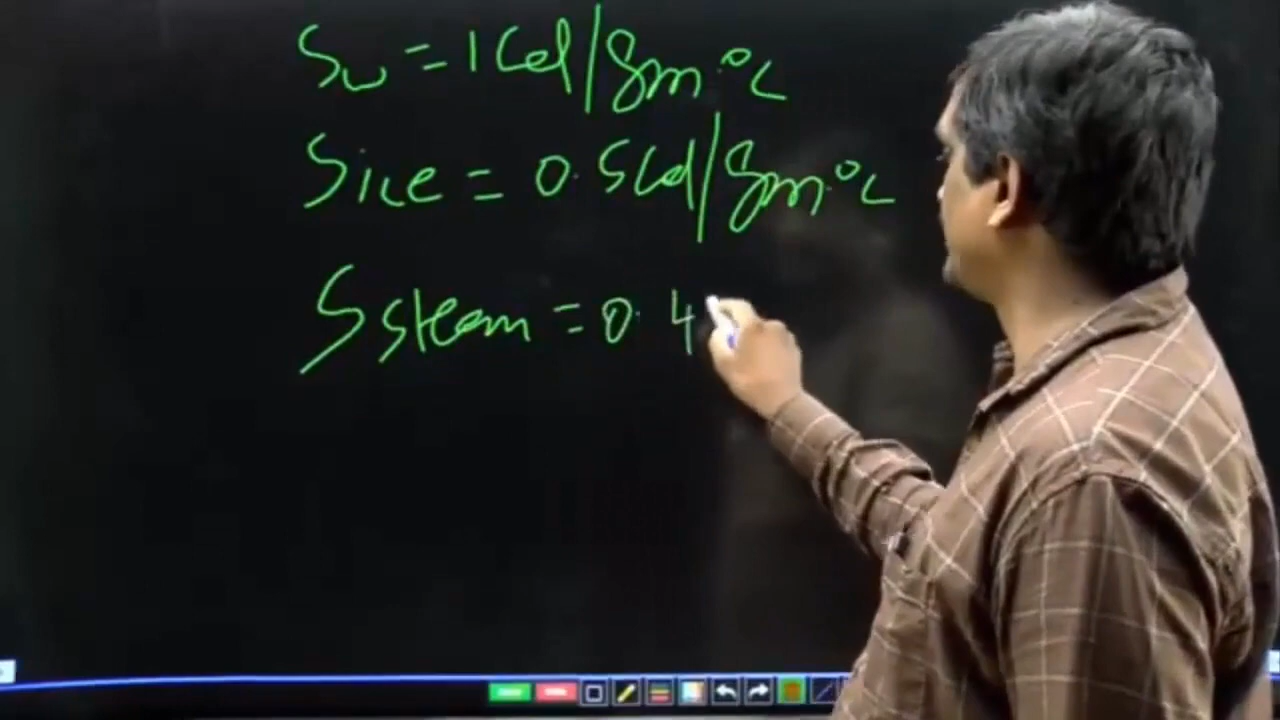 Sw = 1 Cal/gm.°C
Sice = 0.5 Cal/gm.°C
Ssteam = 0.4